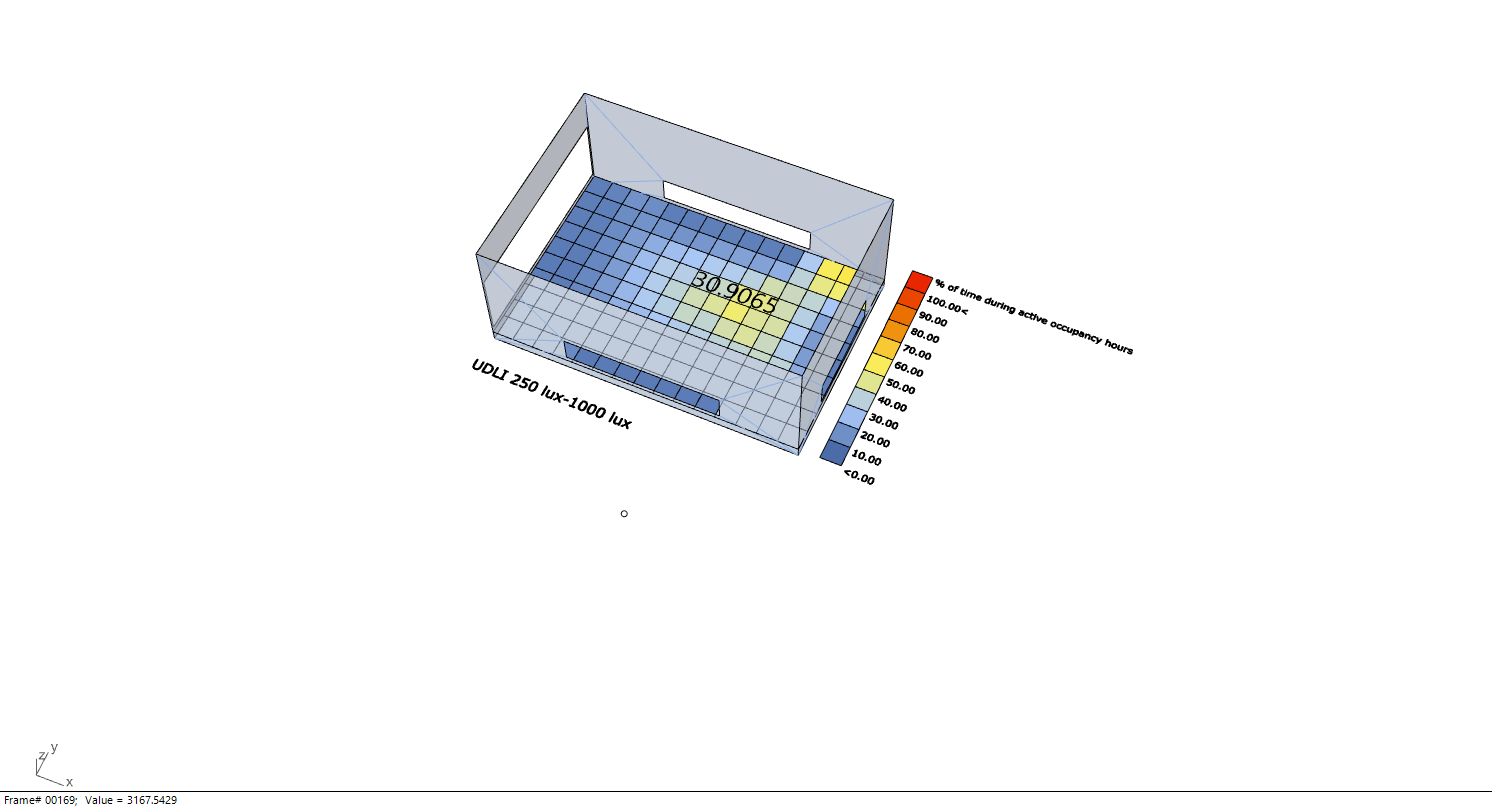 30.9065
% of time during active occupancy hours
100.00<
90.00
80.00
70.00
60.00
50.00
40.00
30.00
20.00
10.00
<0.00
UDLI 250 lux-1000 lux
z
y
x
Frame# 00169; Value = 3167.5429